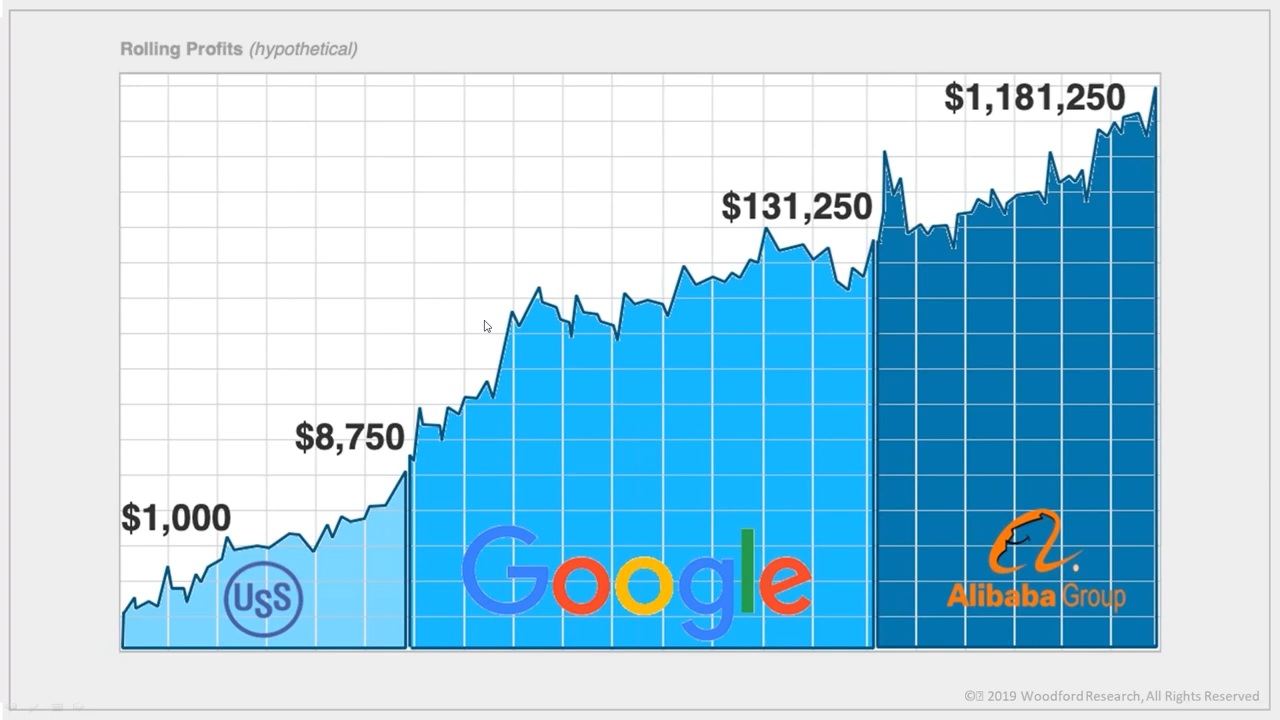 Rolling Profits (hypothetical)
$1,181,250
$131,250
$8,750
$1,000
USS
Google
Alibaba Group
© 2019 Woodford Research, All Rights Reserved